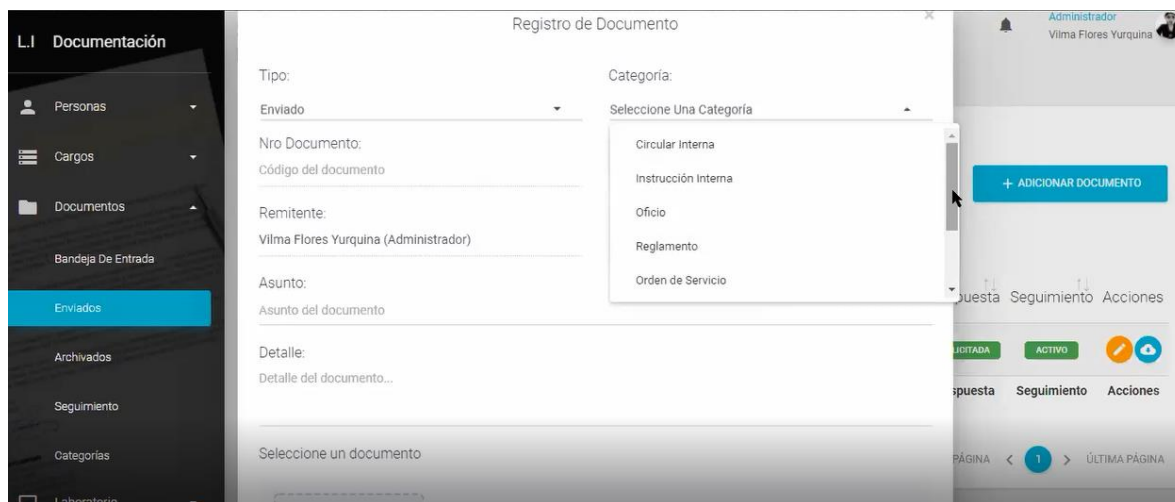 L.I Documentación
Personas
Cargos
Documentos
Bandeja De Entrada
Enviados
Archivados
Seguimiento
Categorías
Laboratorio
Registro de Documento
×
Tipo:
Enviado
Categoría:
Seleccione Una Categoría
Circular Interna
Instrucción Interna
Oficio
Reglamento
Orden de Servicio
Nro Documento:
Código del documento
Remitente:
Vilma Flores Yurquina (Administrador)
Asunto:
Asunto del documento
Detalle:
Detalle del documento...
Seleccione un documento
Administrador
Vilma Flores Yurquina
+ ADICIONAR DOCUMENTO
puesta Seguimiento Acciones
LICITADA ACTIVO
spuesta Seguimiento Acciones
PÁGINA < 1 > ÚLTIMA PÁGINA